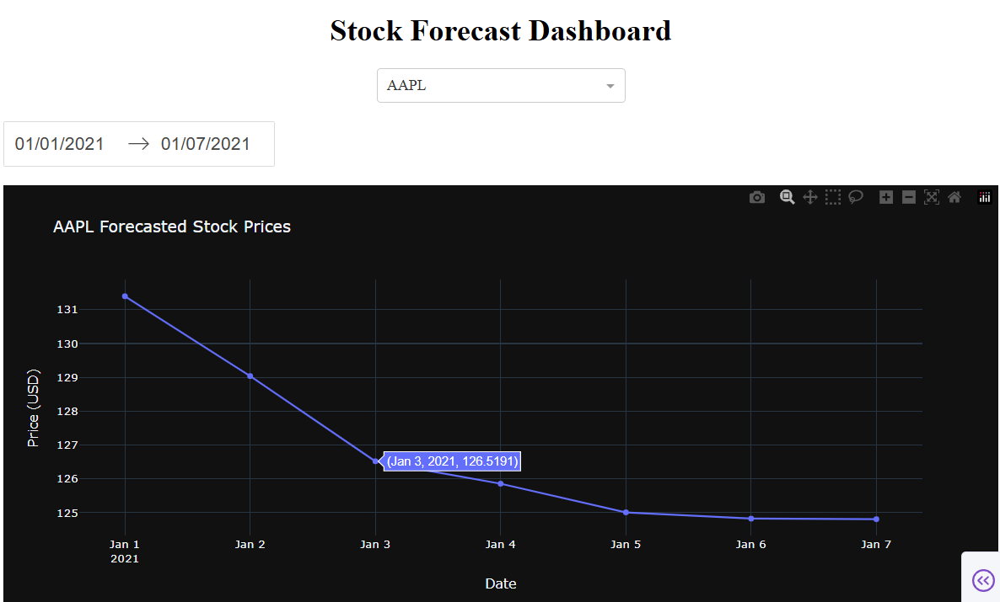 Stock Forecast Dashboard
AAPL
01/01/2021 → 01/07/2021
AAPL Forecasted Stock Prices
131
130
129
128
127
126
125
Price (USD)
(Jan 3, 2021, 126.5191)
Jan 1 Jan 2 Jan 3 Jan 4 Jan 5 Jan 6 Jan 7
2021
Date